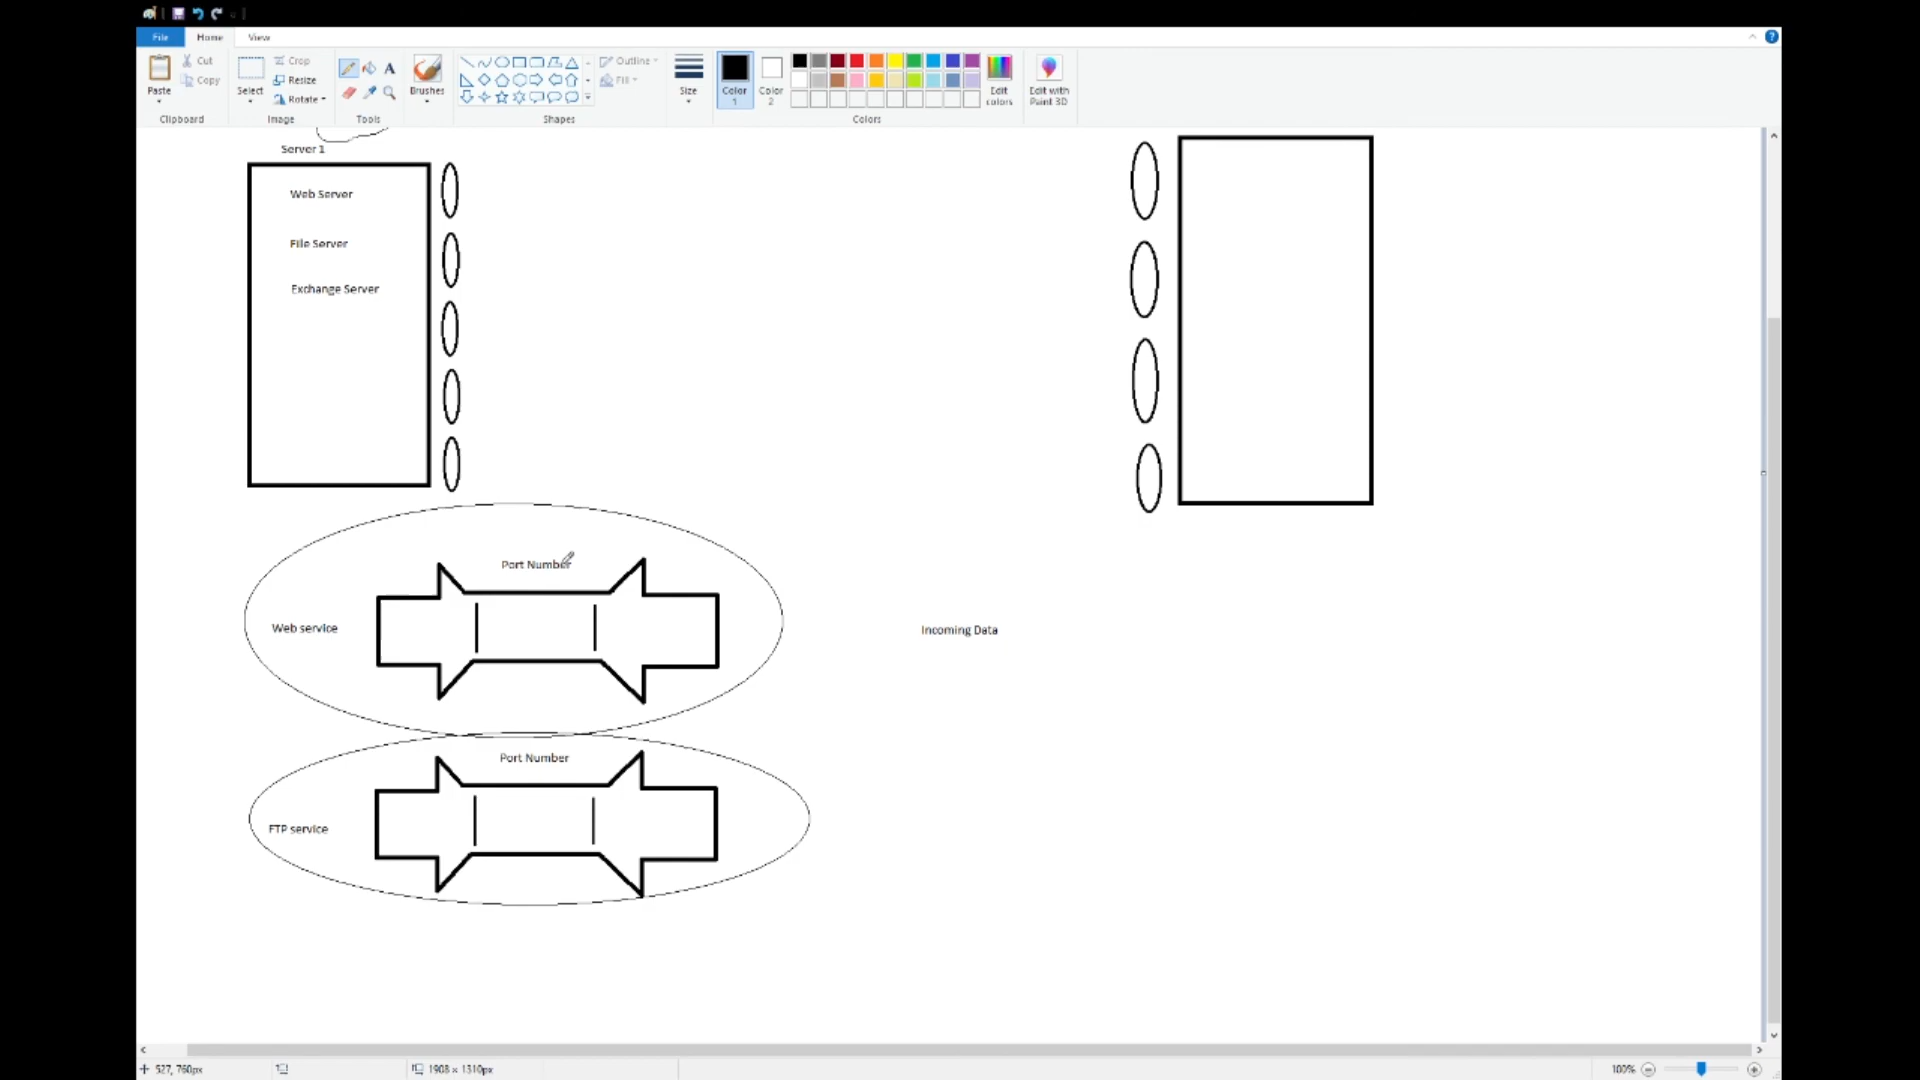 File
Home
View
Paste
Cut
Copy
Clipboard
Select
Crop
Resize
Rotate
Image
Tools
Brushes
Shapes
Outline
Fill
Size
Color 1
Color 2
Colors
Edit colors
Edit with Paint 3D
Server 1
Web Server
File Server
Exchange Server
Port Number
Web service
Incoming Data
Port Number
FTP service
527, 760px
1908 × 1310px
100%